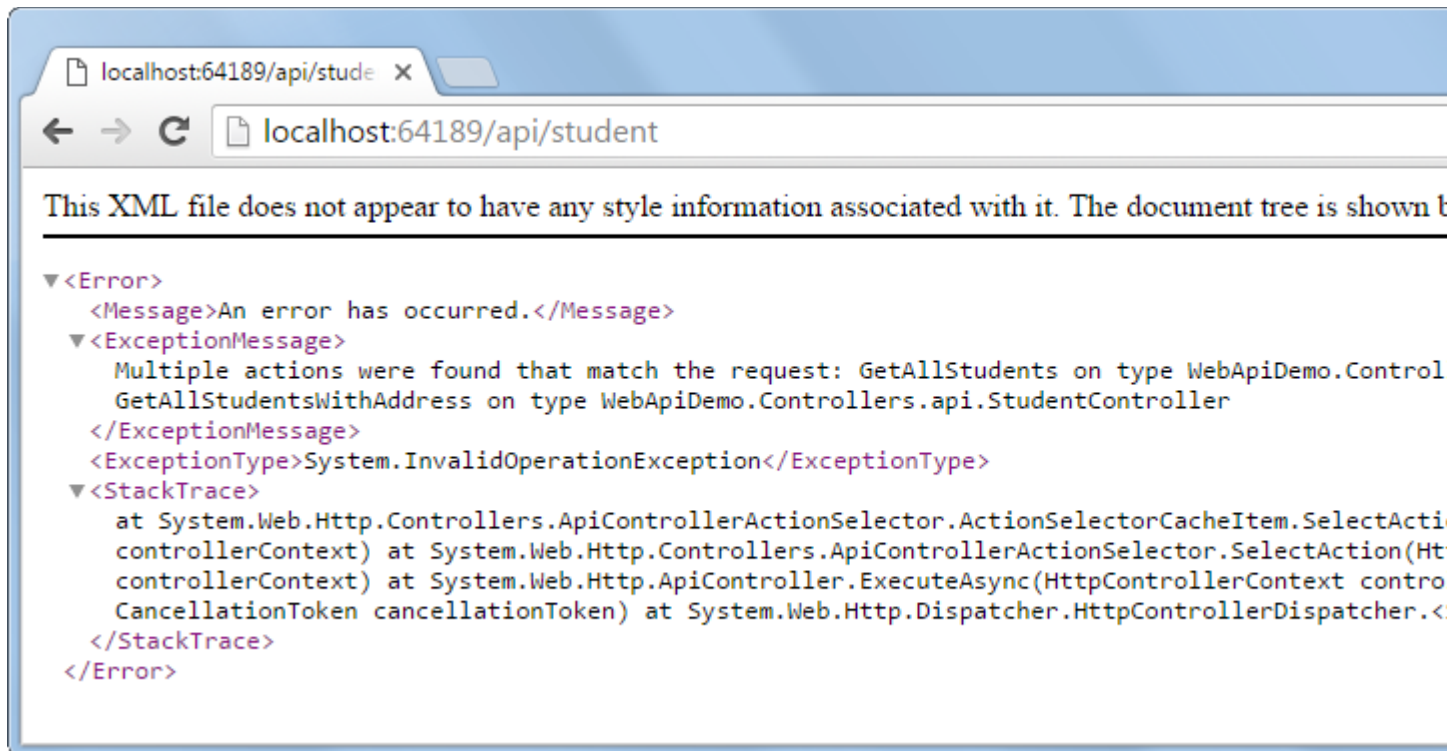 localhost:64189/api/stude
localhost:64189/api/student
This XML file does not appear to have any style information associated with it. The document tree is shown
<Error>
<Message>An error has occurred.</Message>
<ExceptionMessage>
Multiple actions were found that match the request: GetAllStudents on type WebApiDemo.Control
GetAllStudentsWithAddress on type WebApiDemo.Controllers.api.StudentController
</ExceptionMessage>
<ExceptionType>System.InvalidOperationException</ExceptionType>
<StackTrace>
at System.Web.Http.Controllers.ApiControllerActionSelector.ActionSelectorCacheItem.SelectActi
controllerContext) at System.Web.Http.Controllers.ApiControllerActionSelector.SelectAction(Ht
controllerContext) at System.Web.Http.ApiController.ExecuteAsync(HttpControllerContext contro
CancellationToken cancellationToken) at System.Web.Http.Dispatcher.HttpControllerDispatcher.<
</StackTrace>
</Error>